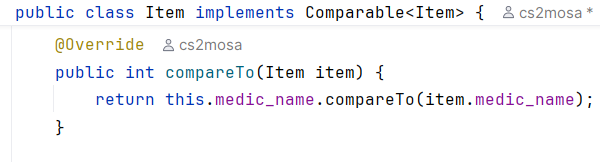 public class Item implements Comparable<Item> { cs2mosa *
@Override cs2mosa
public int compareTo(Item item) {
return this.medic_name.compareTo(item.medic_name);
}